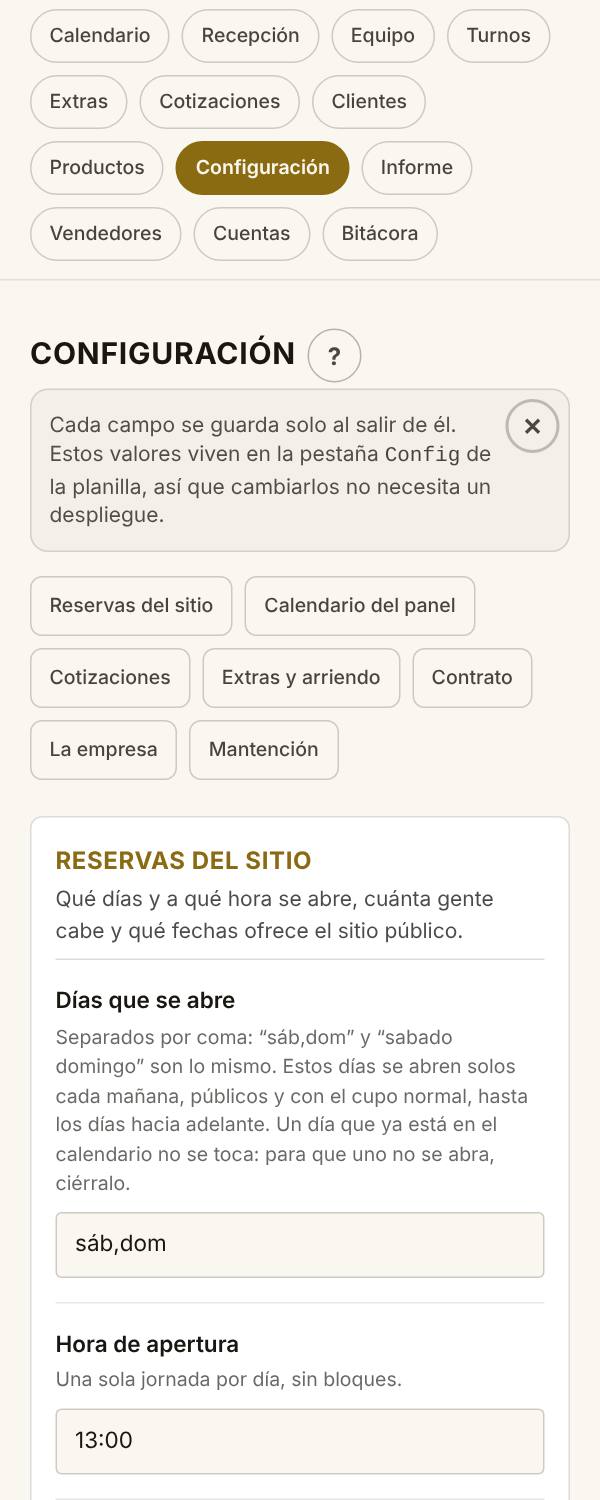 Calendario Recepción Equipo Turnos
Extras Cotizaciones Clientes
Productos Configuración Informe
Vendedores Cuentas Bitácora
CONFIGURACIÓN ?
Cada campo se guarda solo al salir de él.
Estos valores viven en la pestaña Config de
la planilla, así que cambiarlos no necesita un
despliegue.
×
Reservas del sitio Calendario del panel
Cotizaciones Extras y arriendo Contrato
La empresa Mantención
RESERVAS DEL SITIO
Qué días y a qué hora se abre, cuánta gente
cabe y qué fechas ofrece el sitio público.
Días que se abre
Separados por coma: “sáb,dom” y “sabado
domingo” son lo mismo. Estos días se abren solos
cada mañana, públicos y con el cupo normal, hasta
los días hacia adelante. Un día que ya está en el
calendario no se toca: para que uno no se abra,
ciérralo.
sáb,dom
Hora de apertura
Una sola jornada por día, sin bloques.
13:00